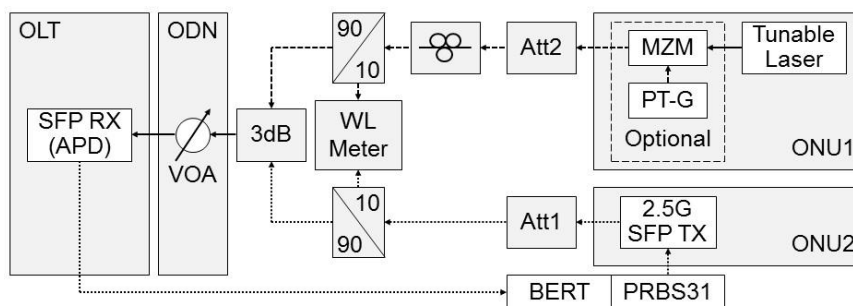 OLT
ODN
90
10
Att2
MZM
Tunable
Laser
PT-G
Optional
ONU1
SFP RX
(APD)
VOA
3dB
WL
Meter
10
90
Att1
2.5G
SFP TX
ONU2
BERT
PRBS31